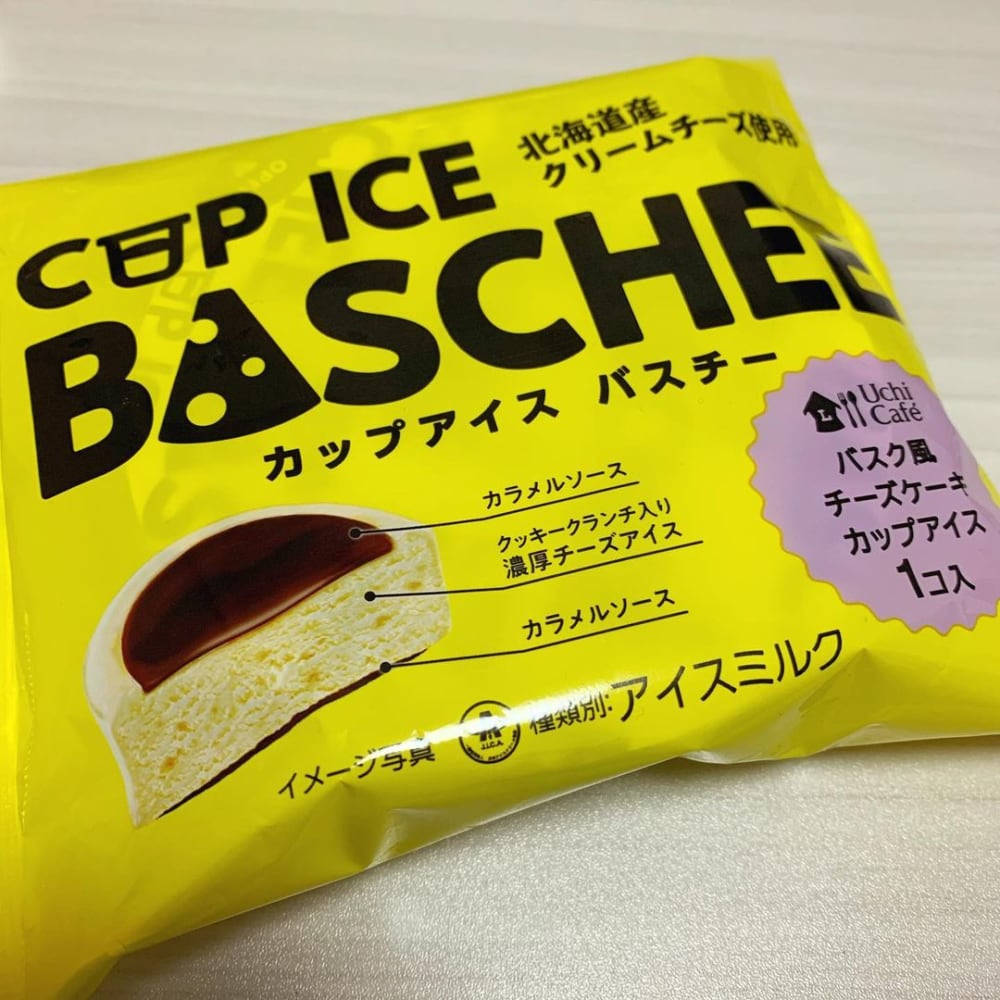 北海道産
クリームチーズ使用
CUP ICE
BASCHEE
カップアイス バスチー
Uchi
Café
バスク風
チーズケーキ
カップアイス
1コ入
カラメルソース
クッキークランチ入り
濃厚チーズアイス
カラメルソース
イメージ写真
種類別:アイスミルク